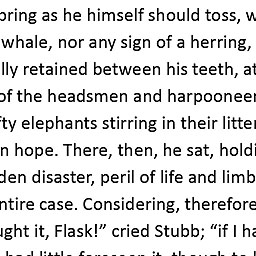 pring as he himself should toss, w
whale, nor any sign of a herring,
lly retained between his teeth, at
of the headsmen and harpooneer
fty elephants stirring in their litter
n hope. There, then, he sat, holdi
den disaster, peril of life and limb
ntire case. Considering, therefore
ught it, Flask!” cried Stubb; “if I ha